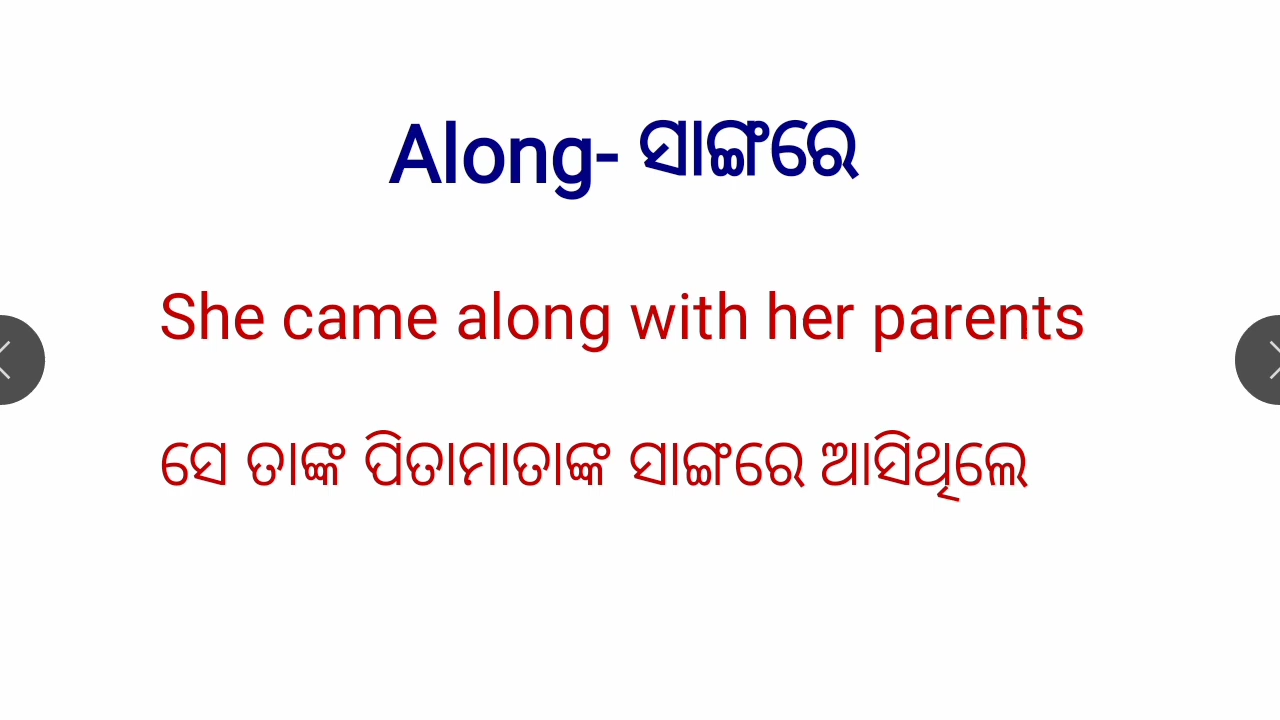 Along- ସାଙ୍ଗରେ
She came along with her parents
ସେ ତାଙ୍କ ପିତାମାତାଙ୍କ ସାଙ୍ଗରେ ଆସିଥିଲେ